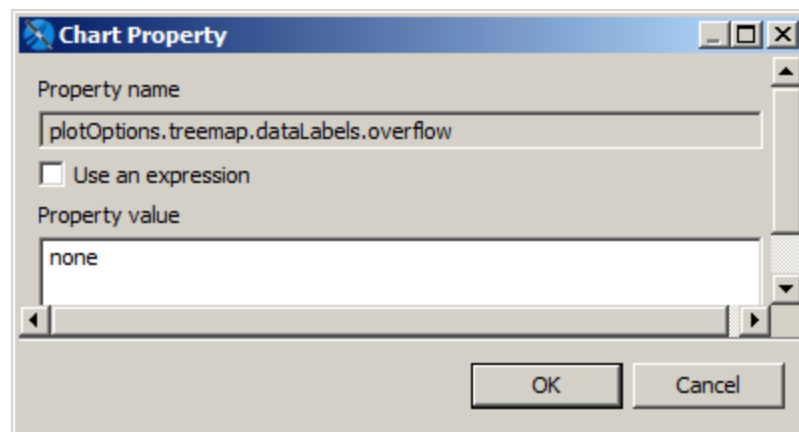 Chart Property
Property name
plotOptions.treemap.dataLabels.overflow
Use an expression
Property value
none
OK Cancel